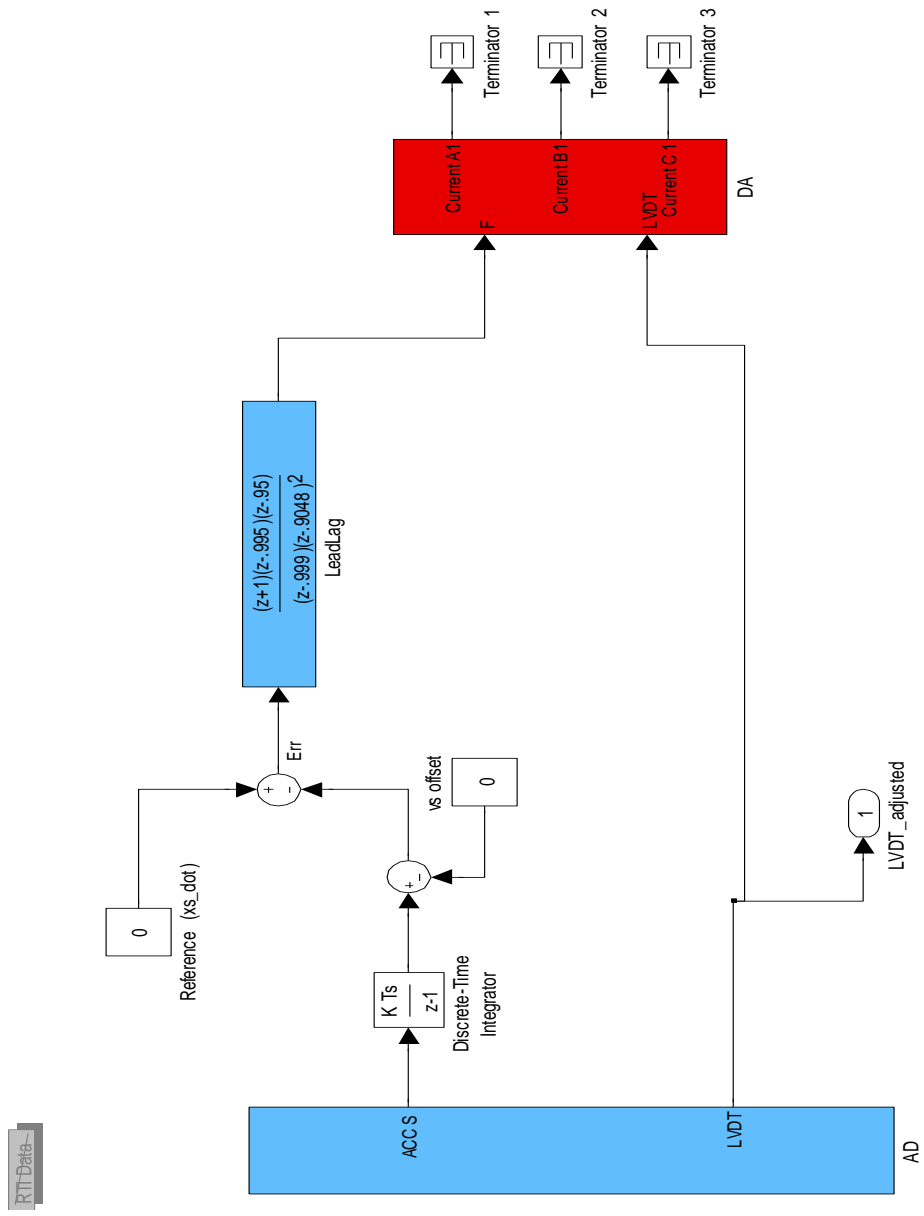 RTI Data
Reference (xs_dot)
0
vs offset
0
Err
+
-
+
-
ACC S
LVDT
AD
K Ts
z-1
Discrete-Time
Integrator
1
LVDT_adjusted
(z+1)(z-.995)(z-.95)
(z-.999)(z-.9048)2
LeadLag
F
LVDT
Current A1
Current B1
Current C1
DA
Terminator 1
Terminator 2
Terminator 3